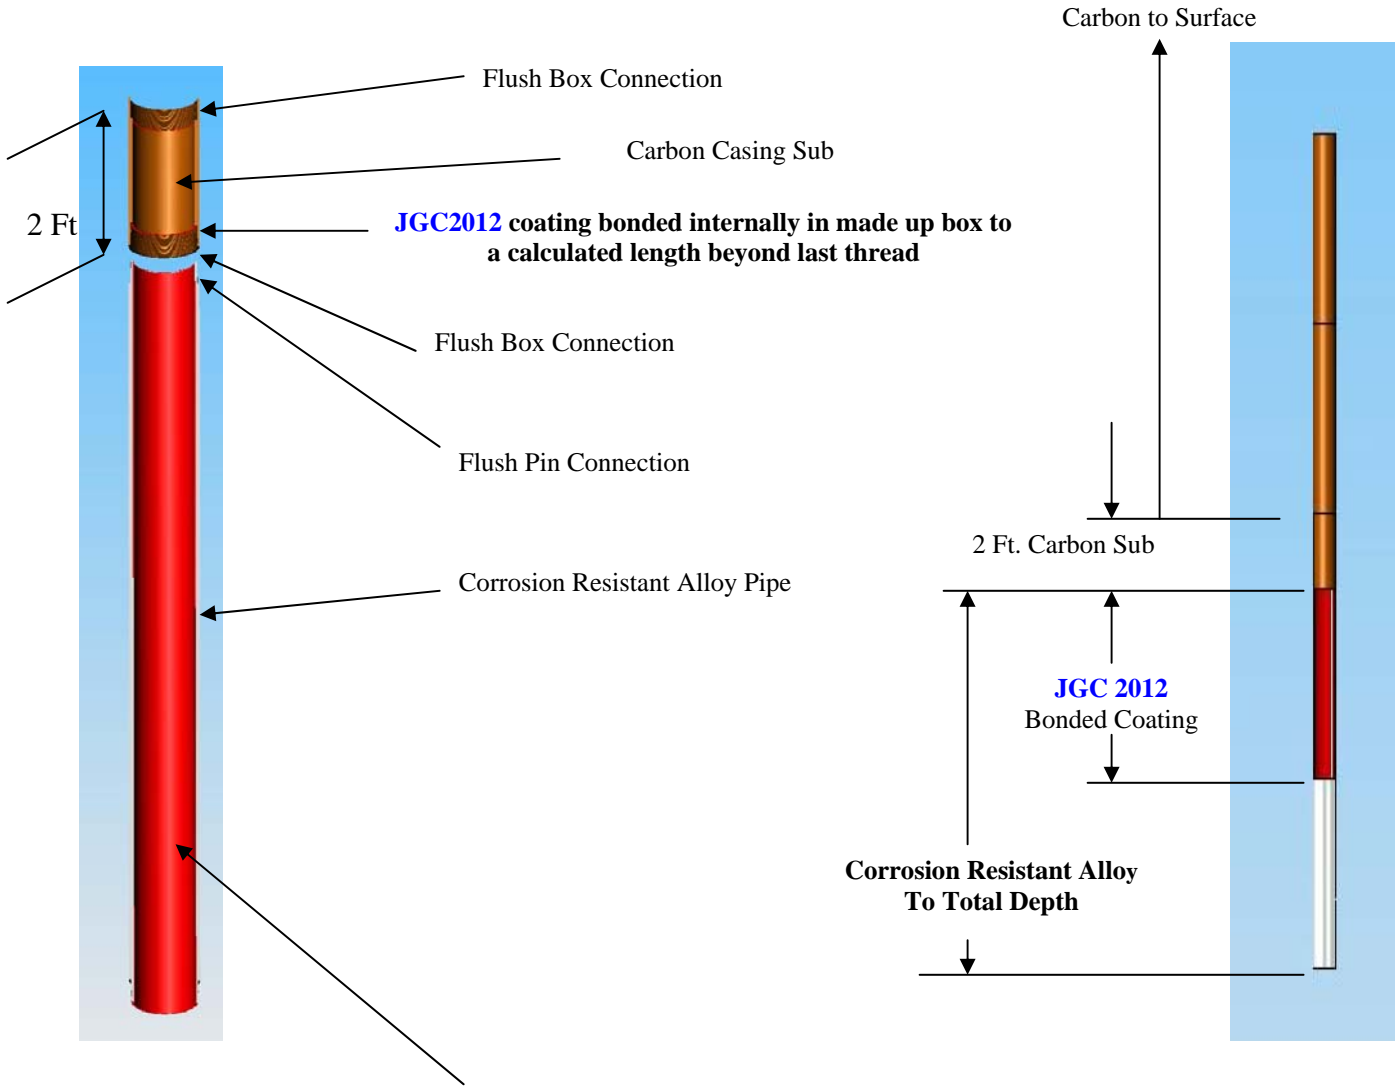 Carbon to Surface
Flush Box Connection
Carbon Casing Sub
2 Ft
JGC2012 coating bonded internally in made up box to
a calculated length beyond last thread
Flush Box Connection
Flush Pin Connection
2 Ft. Carbon Sub
Corrosion Resistant Alloy Pipe
JGC 2012
Bonded Coating
Corrosion Resistant Alloy
To Total Depth